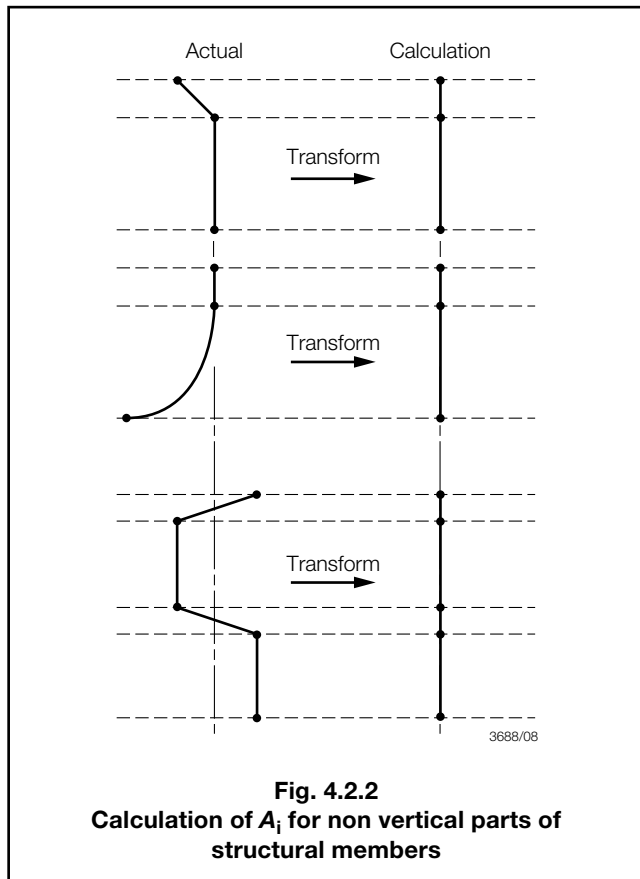 Actual
Calculation
Transform
Transform
Transform
3688/08
Fig. 4.2.2
Calculation of Ai for non vertical parts of
structural members